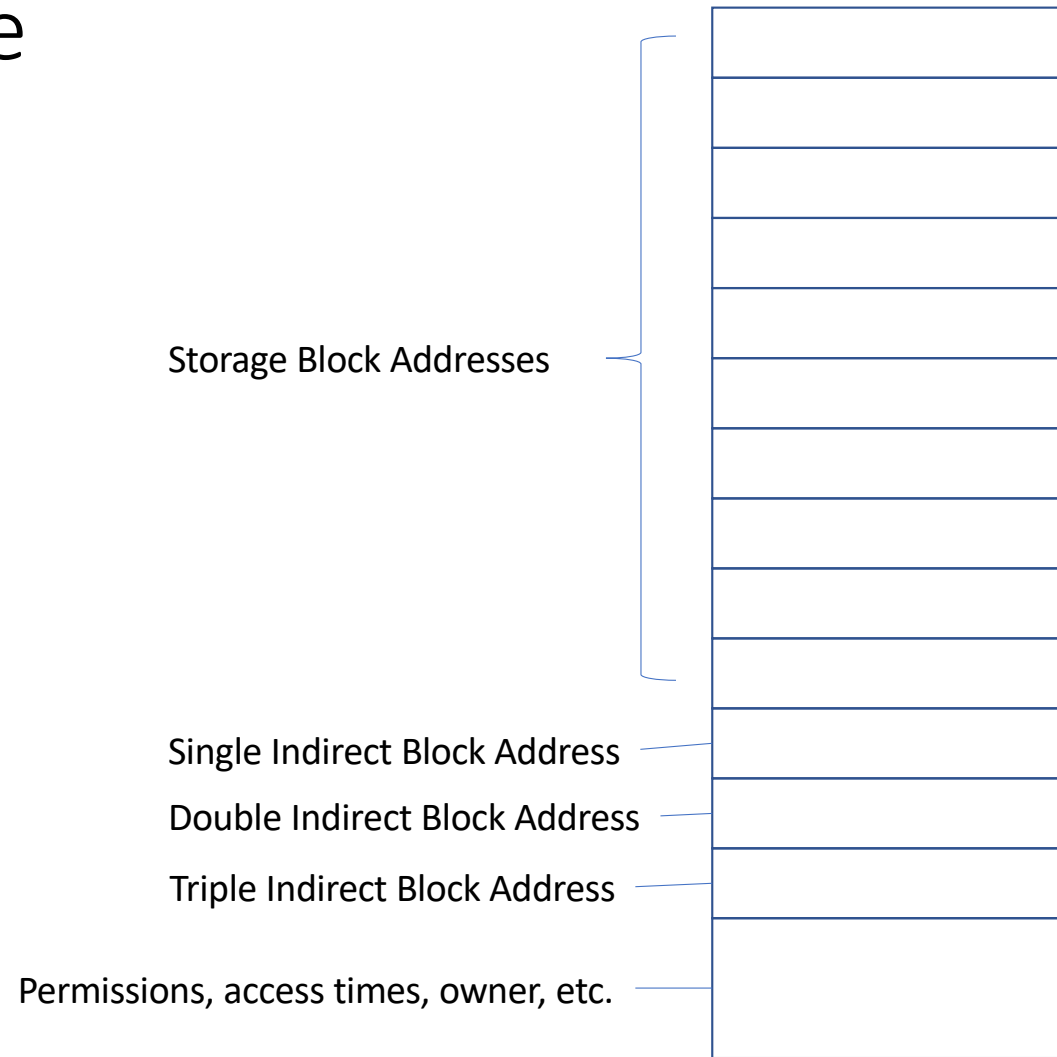 e
Storage Block Addresses
Single Indirect Block Address
Double Indirect Block Address
Triple Indirect Block Address
Permissions, access times, owner, etc.